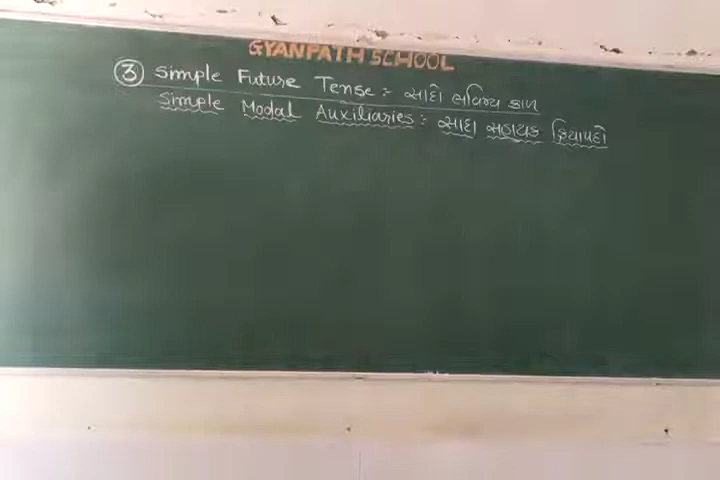 GYANPATH SCHOOL
③ Simple Future Tense :- સાદો ભવિષ્ય કાળ
Simple Modal Auxiliaries :- સાદા સહાયક ક્રિયાપદો